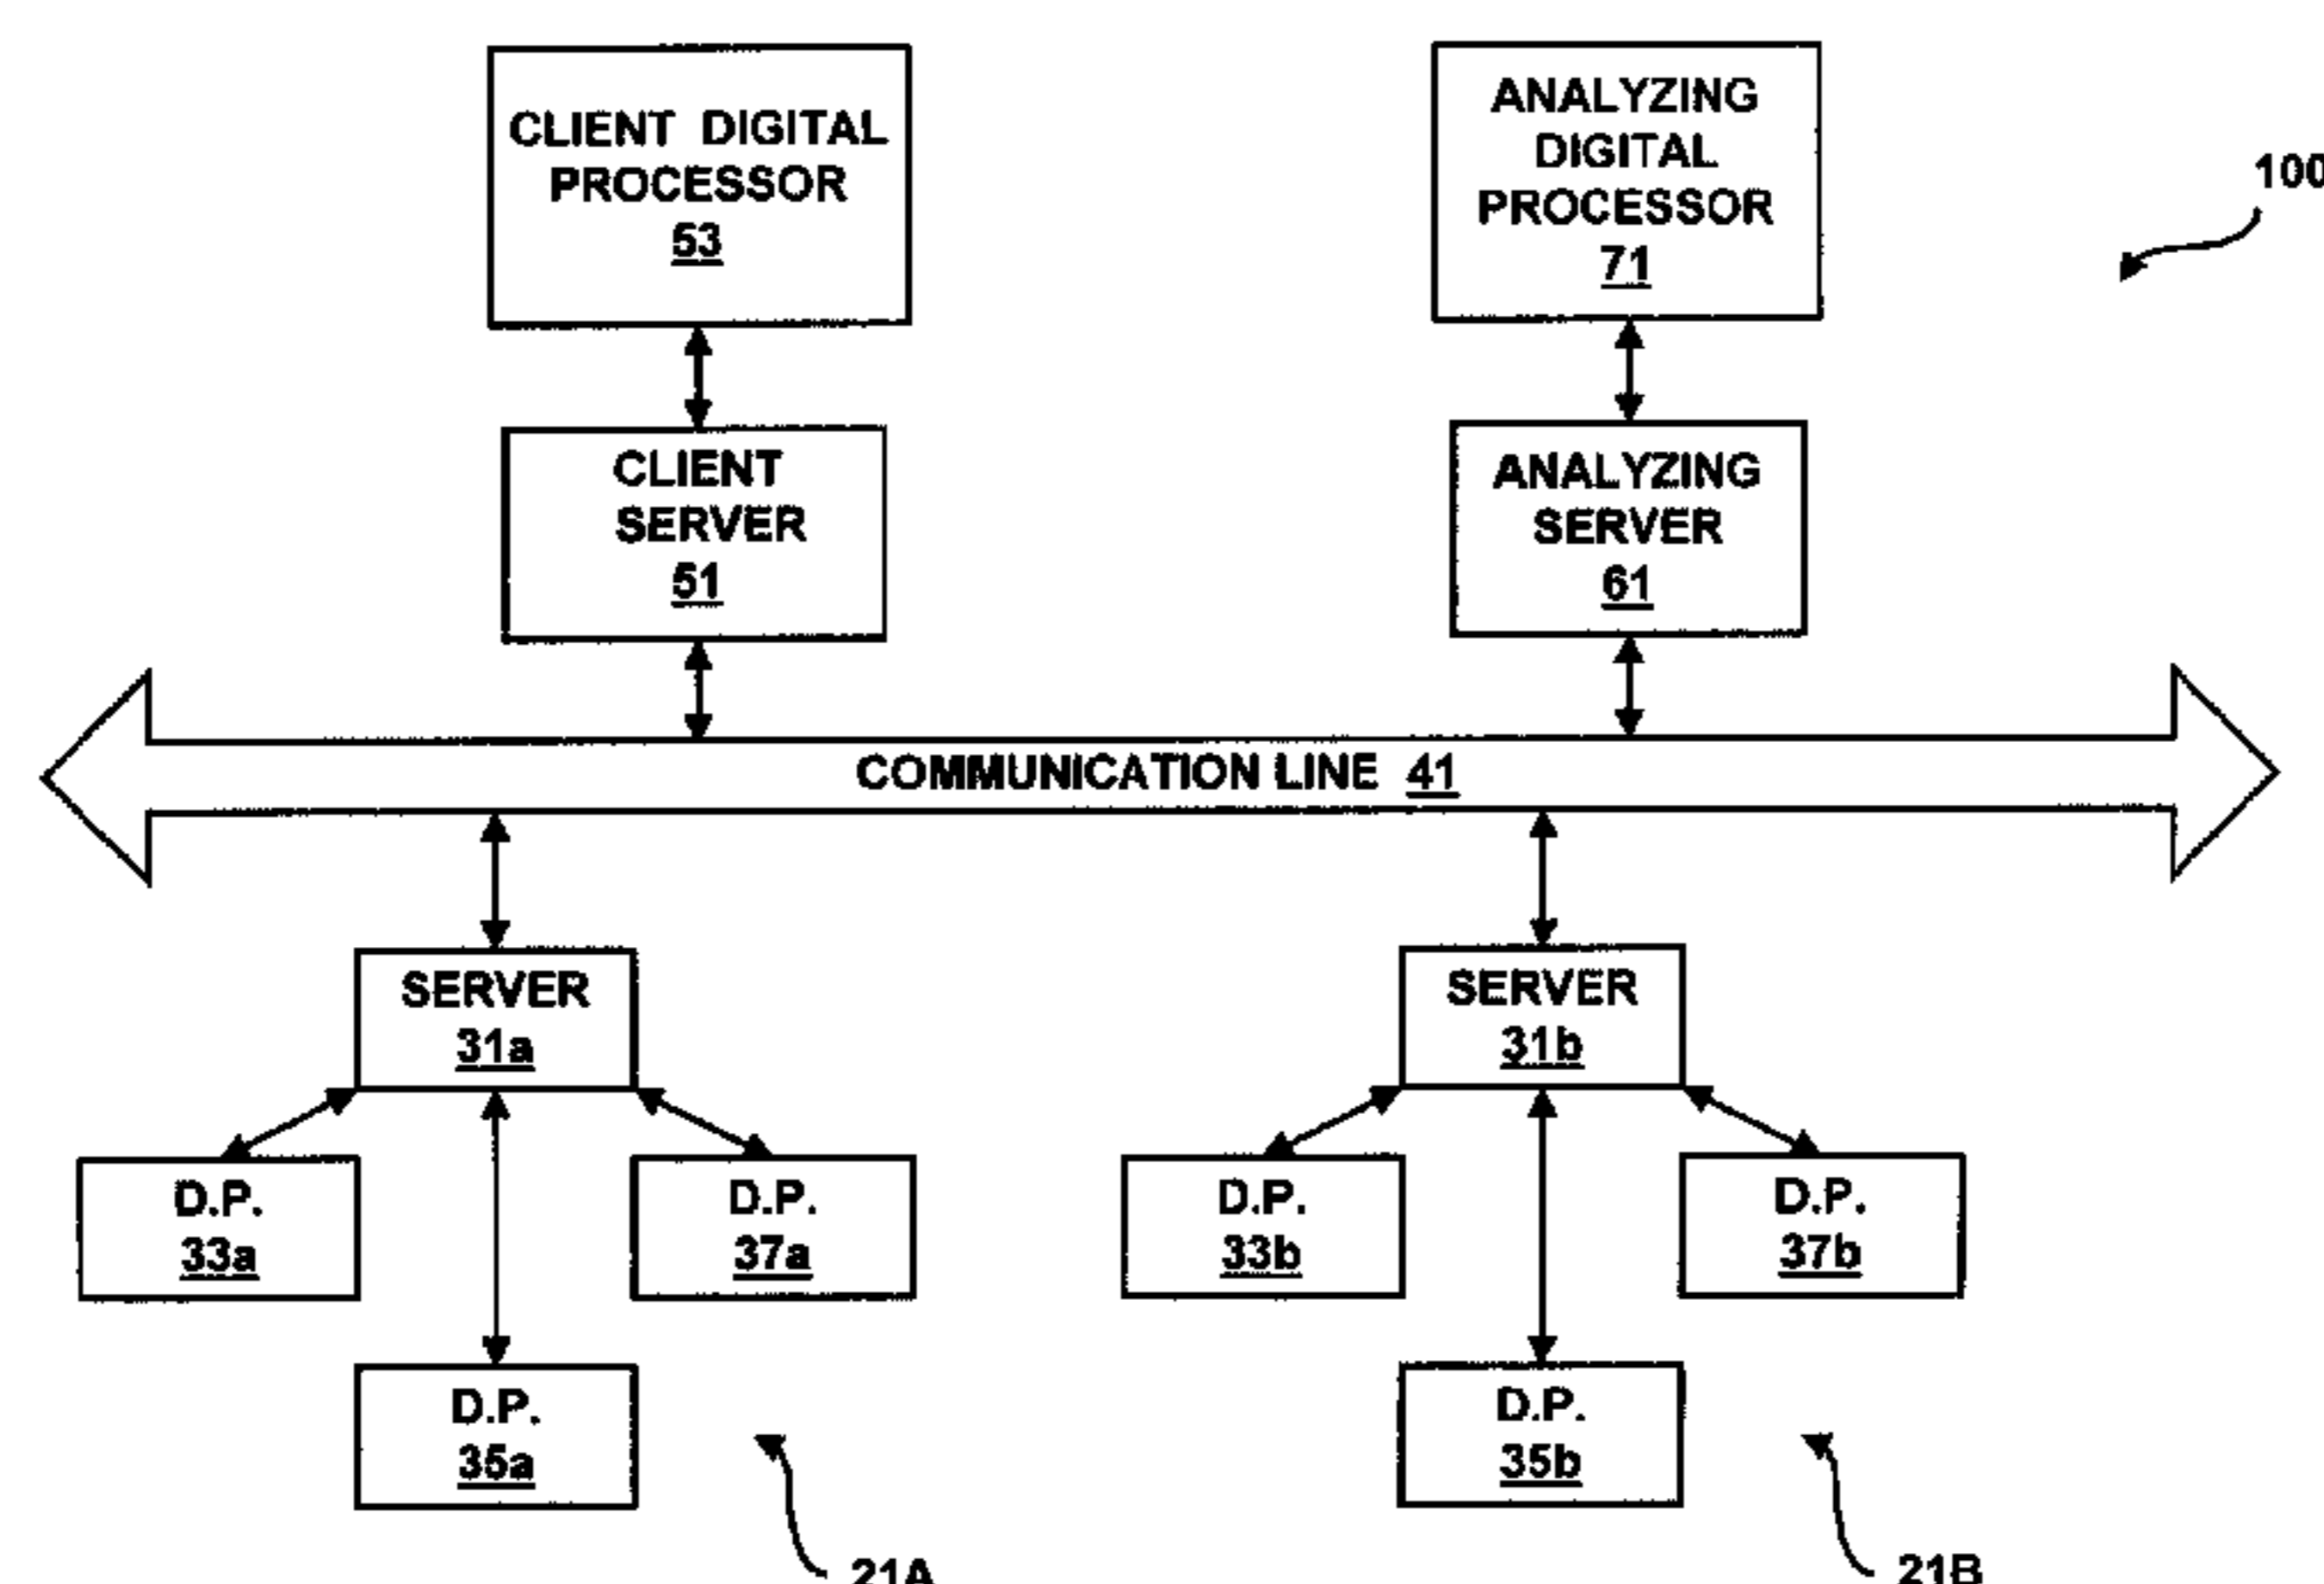 CLIENT DIGITAL
PROCESSOR
53
ANALYZING
DIGITAL
PROCESSOR
71
100
CLIENT
SERVER
51
ANALYZING
SERVER
61
COMMUNICATION LINE 41
SERVER
31a
SERVER
31b
D.P.
33a
D.P.
37a
D.P.
33b
D.P.
37b
D.P.
35a
D.P.
35b
21A
21B